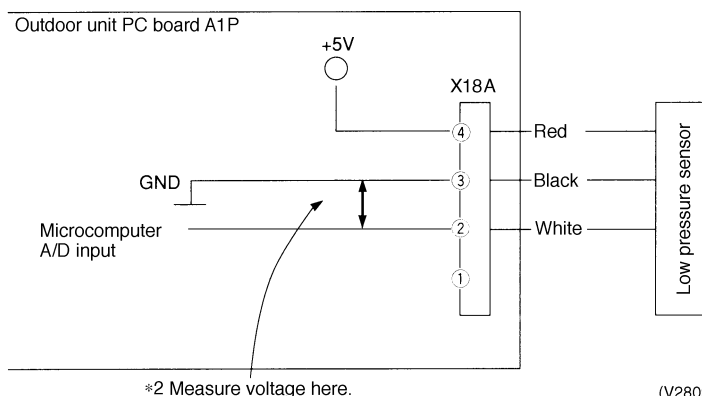 Outdoor unit PC board A1P
+5V
X18A
④
Red
③
Black
GND
②
White
Microcomputer
A/D input
①
Low pressure sensor
*2 Measure voltage here.
(V280